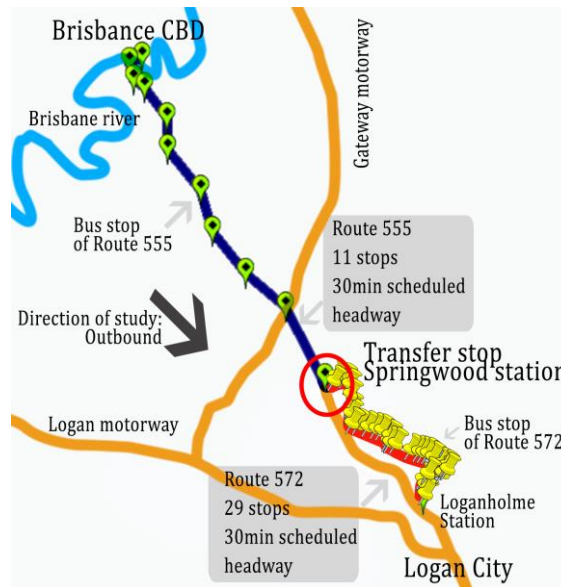 Brisbane CBD
Brisbane river
Gateway motorway
Bus stop
of Route 555
Route 555
11 stops
30min scheduled
headway
Direction of study:
Outbound
Transfer stop
Springwood station
Logan motorway
Bus stop
of Route 572
Route 572
29 stops
30min scheduled
headway
Loganholme
Station
Logan City